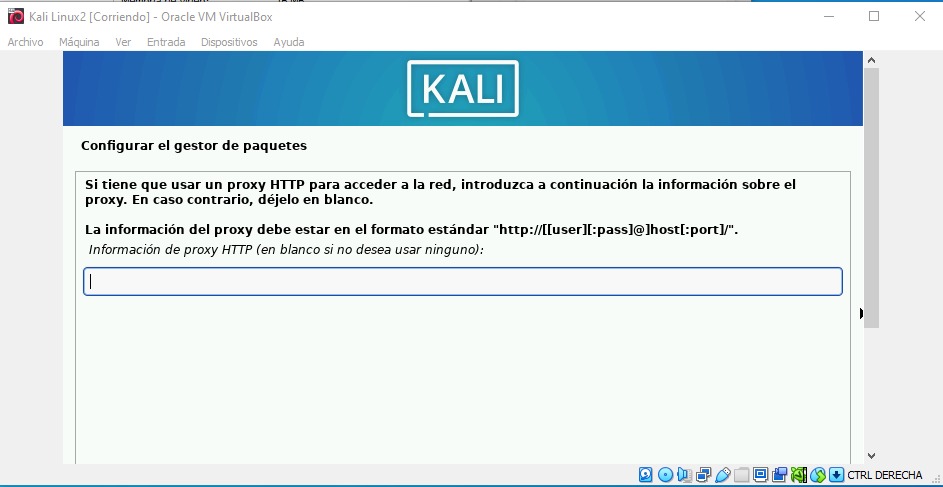 Kali Linux2 [Corriendo] - Oracle VM VirtualBox
Archivo Máquina Ver Entrada Dispositivos Ayuda
KALI
Configurar el gestor de paquetes
Si tiene que usar un proxy HTTP para acceder a la red, introduzca a continuación la información sobre el
proxy. En caso contrario, déjelo en blanco.
La información del proxy debe estar en el formato estándar "http://[[user][:pass]@]host[:port]/".
Información de proxy HTTP (en blanco si no desea usar ninguno):
CTRL DERECHA